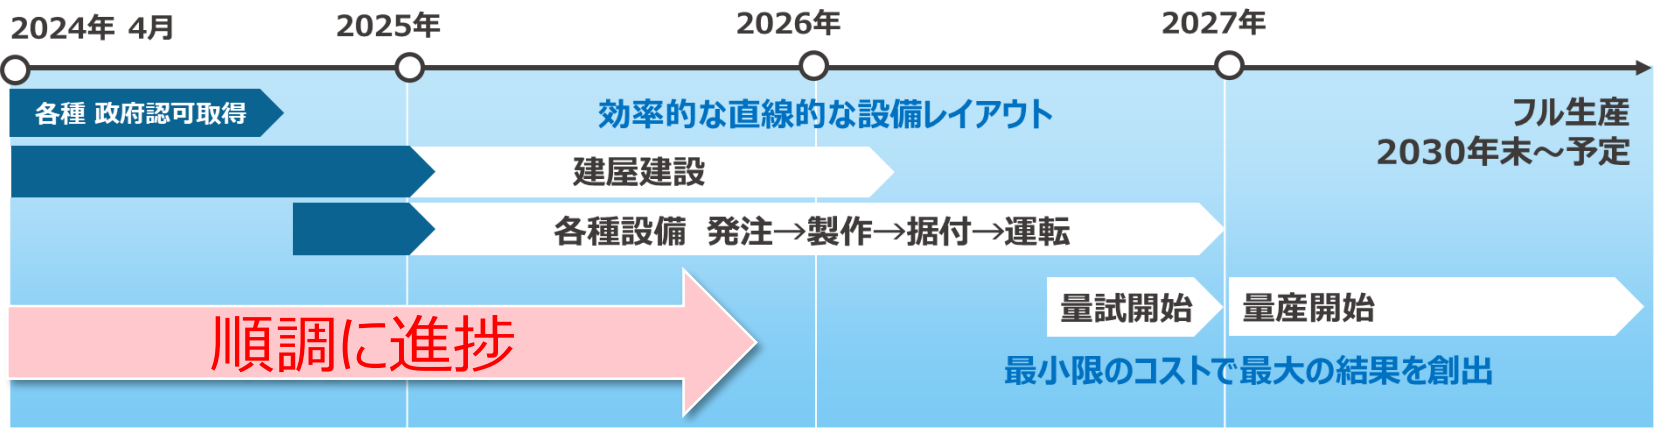 2024年 4月
2025年
2026年
2027年
各種 政府認可取得
効率的な直線的な設備レイアウト
フル生産
2030年末～予定
建屋建設
各種設備 発注→製作→据付→運転
量試開始
量産開始
順調に進捗
最小限のコストで最大の結果を創出